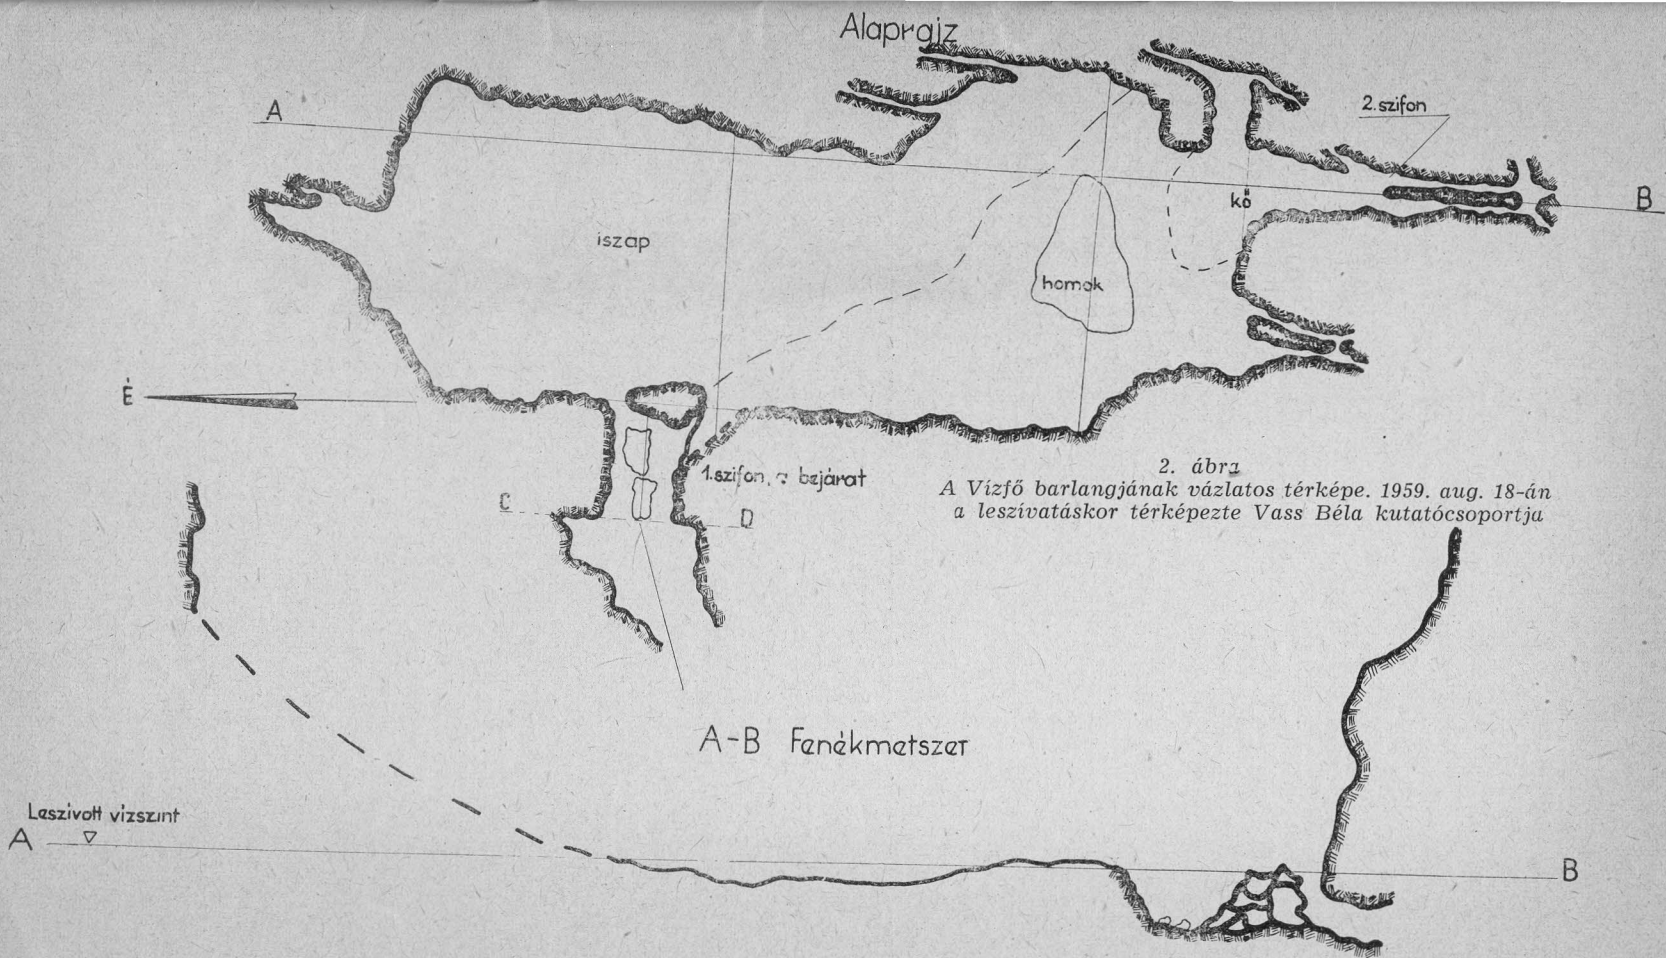 Alaprajz
A
2. szifon
B
kő
iszap
homok
É
2. ábra
1. szifon, a bejárat
A Vízfő barlangjának vázlatos térképe. 1959. aug. 18-án
C
D
a leszívatáskor térképezte Vass Béla kutatócsoportja
A-B Fenékmetszet
Leszívott vízszint
A
B